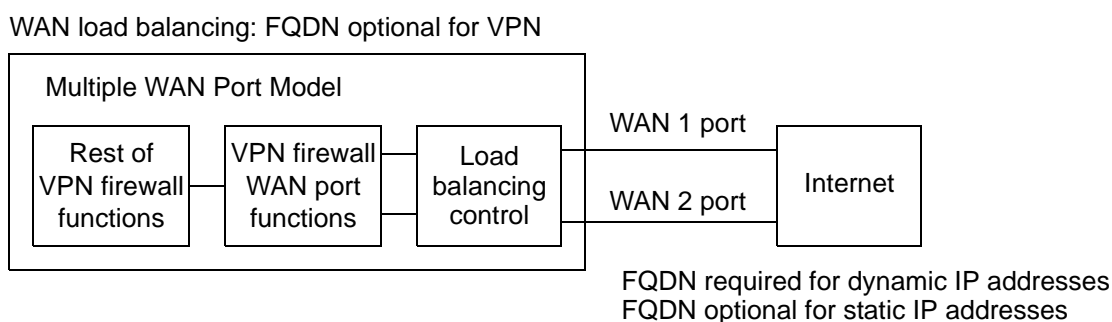 WAN load balancing: FQDN optional for VPN
Multiple WAN Port Model
Rest of
VPN firewall
functions
VPN firewall
WAN port
functions
Load
balancing
control
WAN 1 port
WAN 2 port
Internet
FQDN required for dynamic IP addresses
FQDN optional for static IP addresses